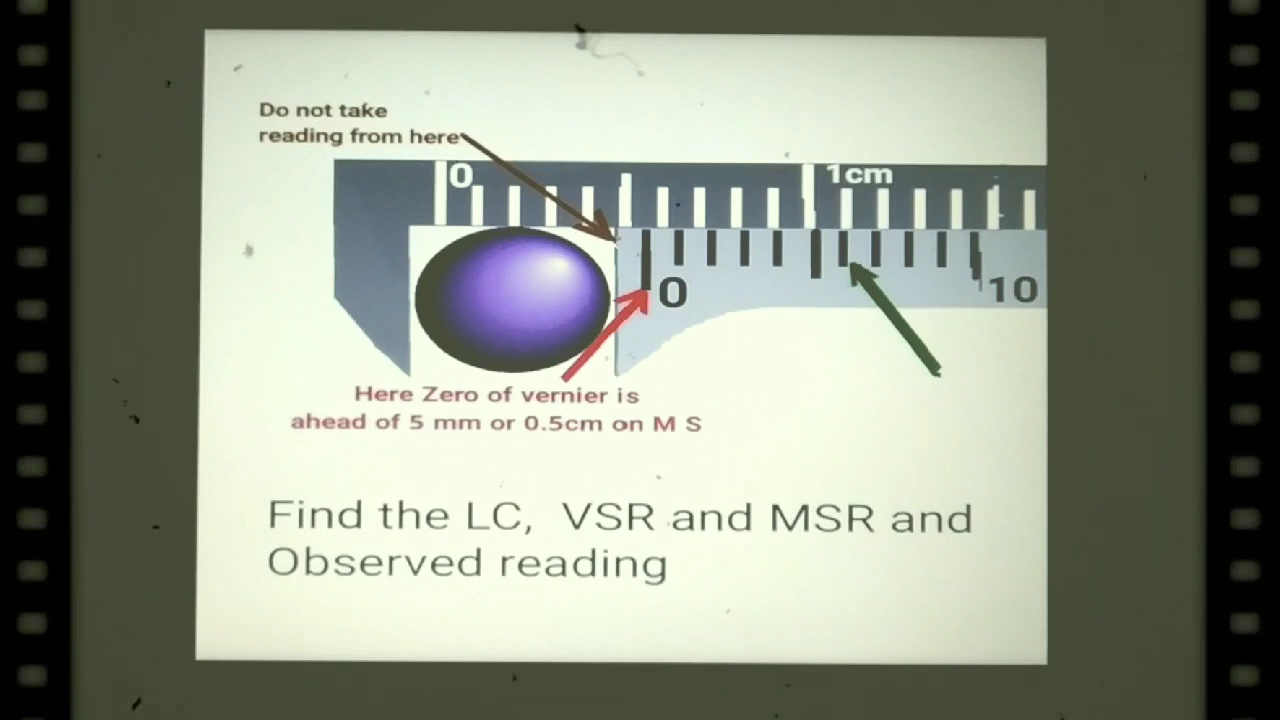 Do not take
reading from here
0
1cm
0
10
Here Zero of vernier is
ahead of 5 mm or 0.5cm on M S
Find the LC, VSR and MSR and
Observed reading